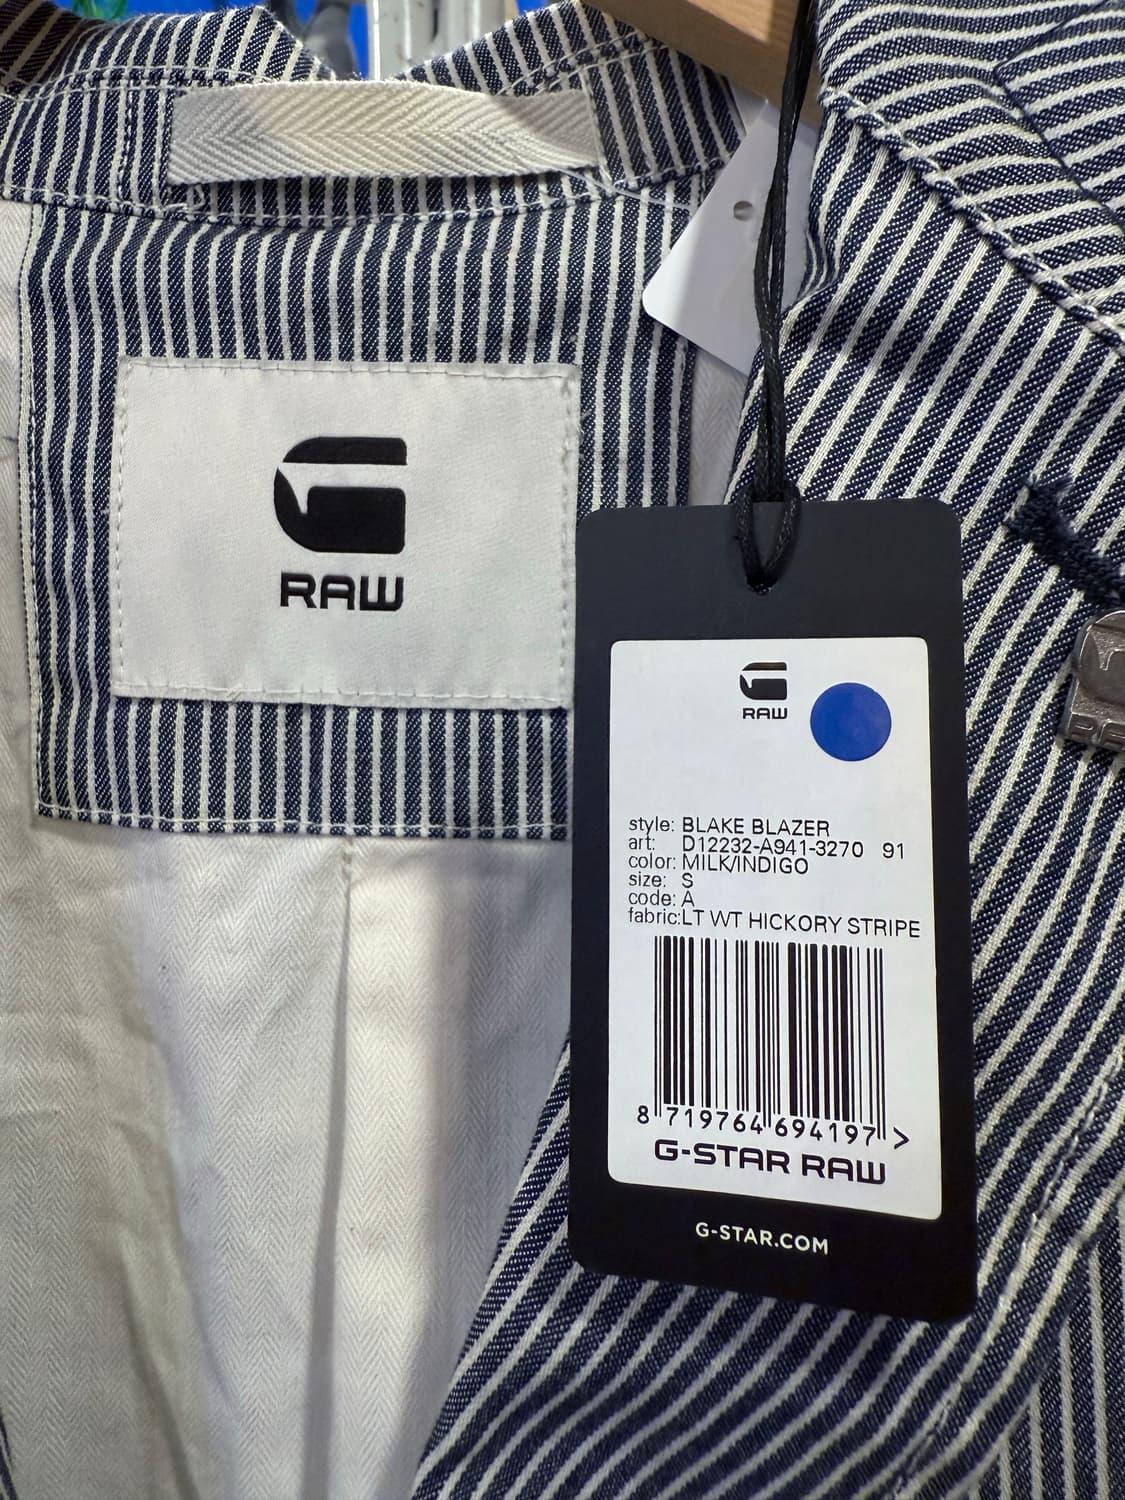 RAW
RAW
style: BLAKE BLAZER
art: D12232-A941-3270 91
color: MILK/INDIGO
size: S
code: A
fabric:LT WT HICKORY STRIPE
8 719764 694197 >
G-STAR RAW
G-STAR.COM